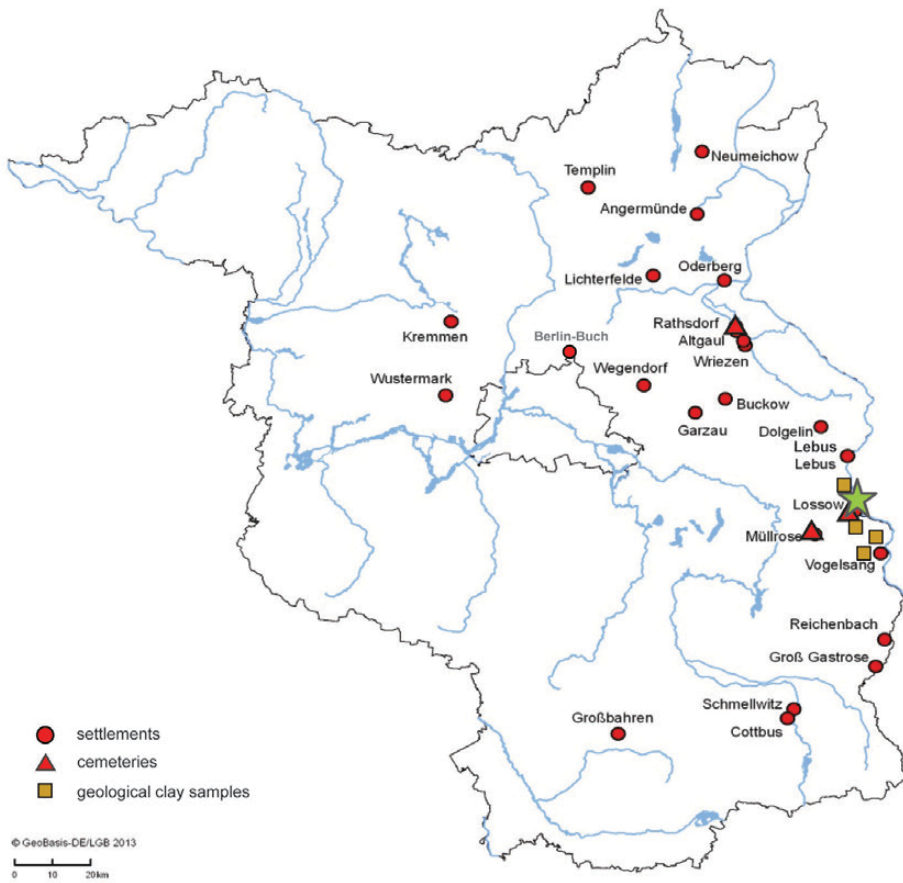 Neumeichow
Templin
Angermünde
Lichterfelde
Oderberg
Rathsdorf
Altgaul
Wriezen
Kremmen
Berlin-Buch
Wegendorf
Wustermark
Buckow
Garzau
Dolgelin
Lebus
Lebus
Lossow
Müllrose
Vogelsang
Reichenbach
Groß Gastrose
Schmellwitz
Cottbus
Großbahren
settlements
cemeteries
geological clay samples
© GeoBasis-DE/LGB 2013
0 10 20km